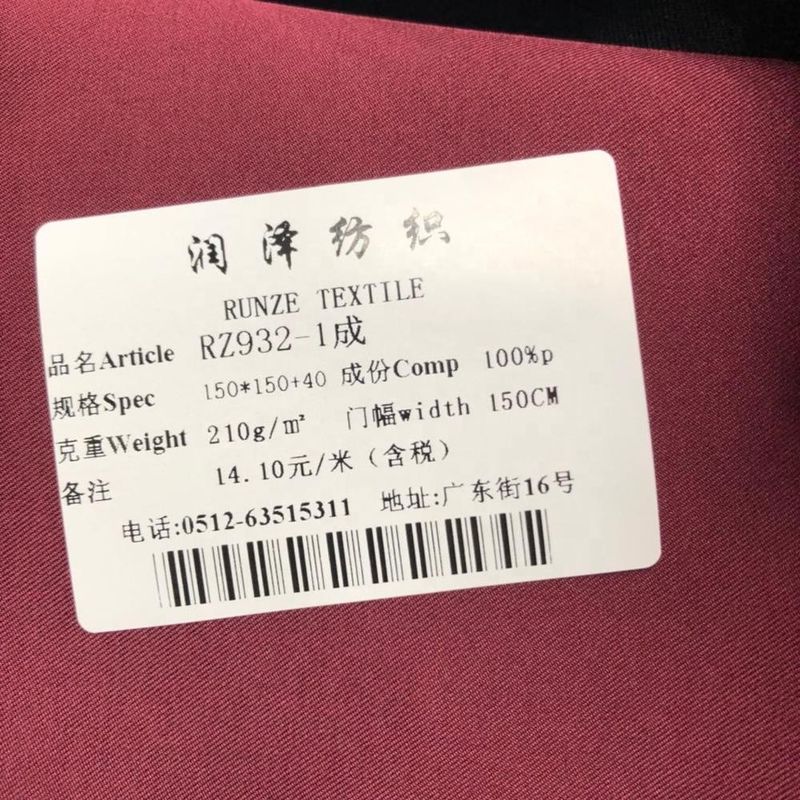 润泽纺织
RUNZE TEXTILE
品名Article RZ932-1成
规格Spec 150*150+40 成份Comp 100%p
克重Weight 210g/m² 门幅width 150CM
备注 14.10元/米（含税）
电话:0512-63515311 地址:广东街16号